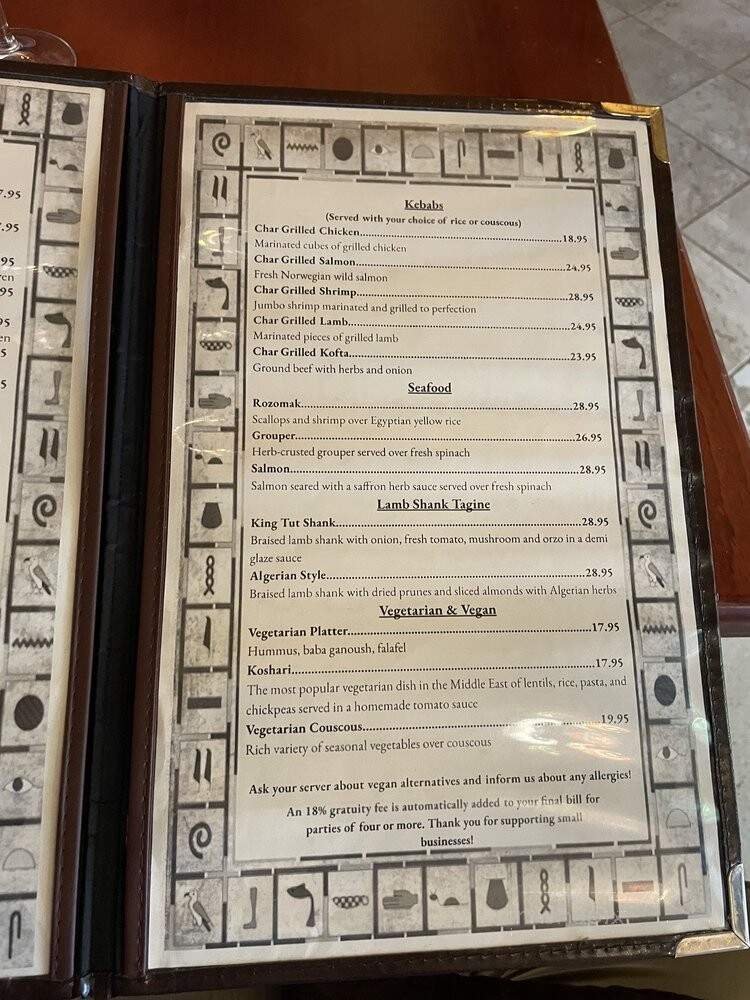 7.95
7.95
95
ren
95
95
en
5
5
Kebabs
(Served with your choice of rice or couscous)
Char Grilled Chicken..........18.95
Marinated cubes of grilled chicken
Char Grilled Salmon..........24.95
Fresh Norwegian wild salmon
Char Grilled Shrimp..........28.95
Jumbo shrimp marinated and grilled to perfection
Char Grilled Lamb..........24.95
Marinated pieces of grilled lamb
Char Grilled Kofta..........23.95
Ground beef with herbs and onion
Seafood
Rozomak..........28.95
Scallops and shrimp over Egyptian yellow rice
Grouper..........26.95
Herb-crusted grouper served over fresh spinach
Salmon..........28.95
Salmon seared with a saffron herb sauce served over fresh spinach
Lamb Shank Tagine
King Tut Shank..........28.95
Braised lamb shank with onion, fresh tomato, mushroom and orzo in a demi
glaze sauce
Algerian Style..........28.95
Braised lamb shank with dried prunes and sliced almonds with Algerian herbs
Vegetarian & Vegan
Vegetarian Platter..........17.95
Hummus, baba ganoush, falafel
Koshari..........17.95
The most popular vegetarian dish in the Middle East of lentils, rice, pasta, and
chickpeas served in a homemade tomato sauce
Vegetarian Couscous..........19.95
Rich variety of seasonal vegetables over couscous
Ask your server about vegan alternatives and inform us about any allergies!
An 18% gratuity fee is automatically added to your final bill for
parties of four or more. Thank you for supporting small
businesses!